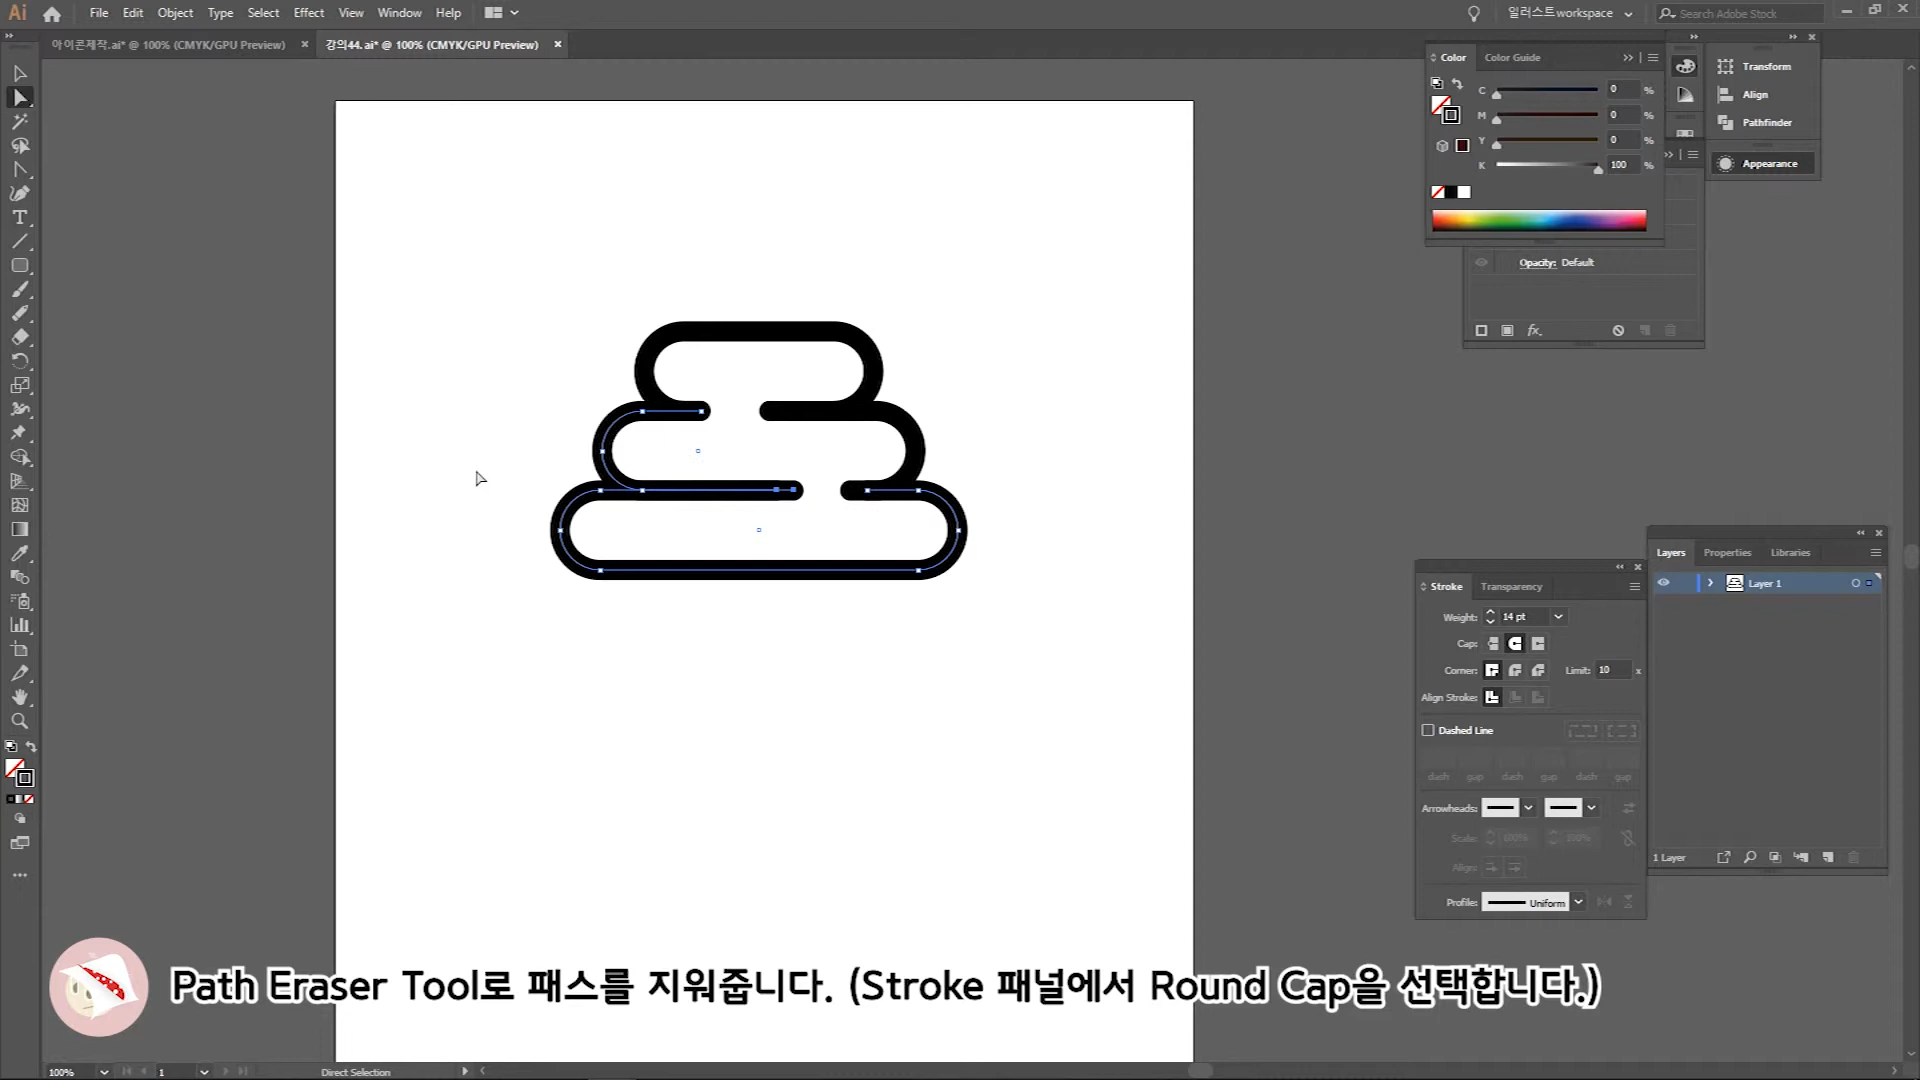 Ai File Edit Object Type Select Effect View Window Help 일러스트workspace Search Adobe Stock
아이콘제작.ai* @ 100% (CMYK/GPU Preview) × 강의44.ai* @ 100% (CMYK/GPU Preview) ×
Color Color Guide
C 0 %
M 0 %
Y 0 %
K 100 %
Transform
Align
Pathfinder
Appearance
Opacity: Default
fx
Stroke Transparency
Weight: 14 pt
Cap:
Corner: Limit: 10 x
Align Stroke:
Dashed Line
dash gap dash gap dash gap
Arrowheads:
Scale: 100% 100%
Align:
Profile: Uniform
Layers Properties Libraries
Layer 1
1 Layer
Path Eraser Tool로 패스를 지워줍니다. (Stroke 패널에서 Round Cap을 선택합니다.)
100% 1 Direct Selection